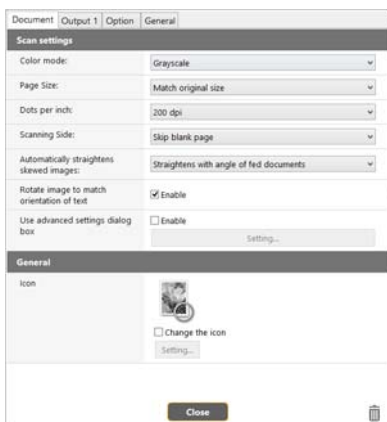 Document Output 1 Option General
Scan settings
Color mode: Grayscale
Page Size: Match original size
Dots per inch: 200 dpi
Scanning Side: Skip blank page
Automatically straightens
skewed images: Straightens with angle of fed documents
Rotate image to match
orientation of text Enable
Use advanced settings dialog
box Enable
Setting...
General
Icon
Change the icon
Setting...
Close